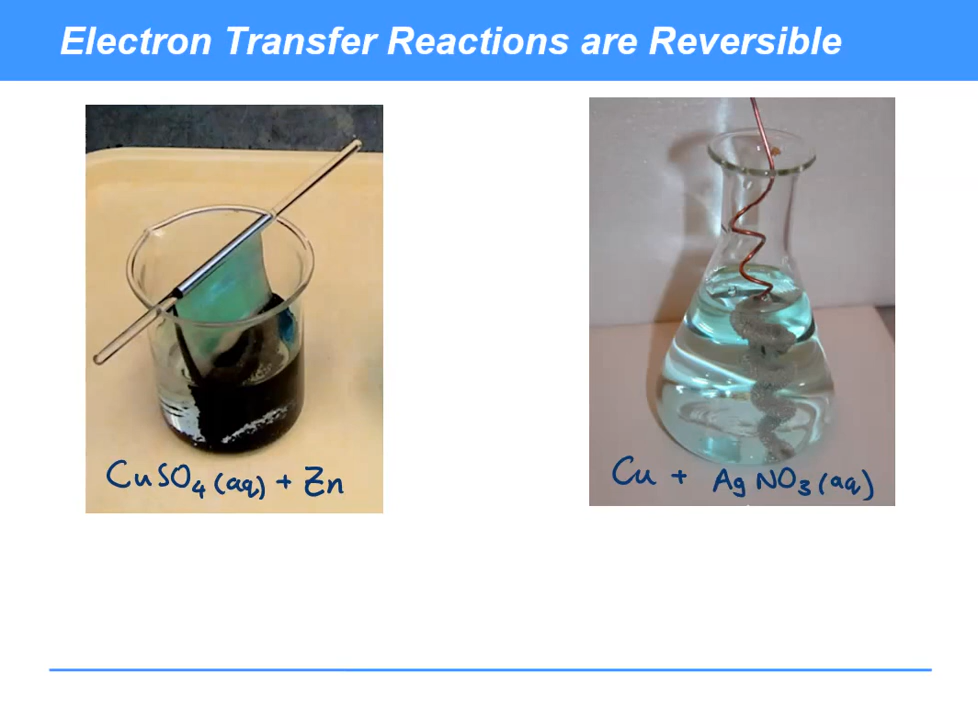 Electron Transfer Reactions are Reversible
CuSO₄ (aq) + Zn
Cu + AgNO₃ (aq)